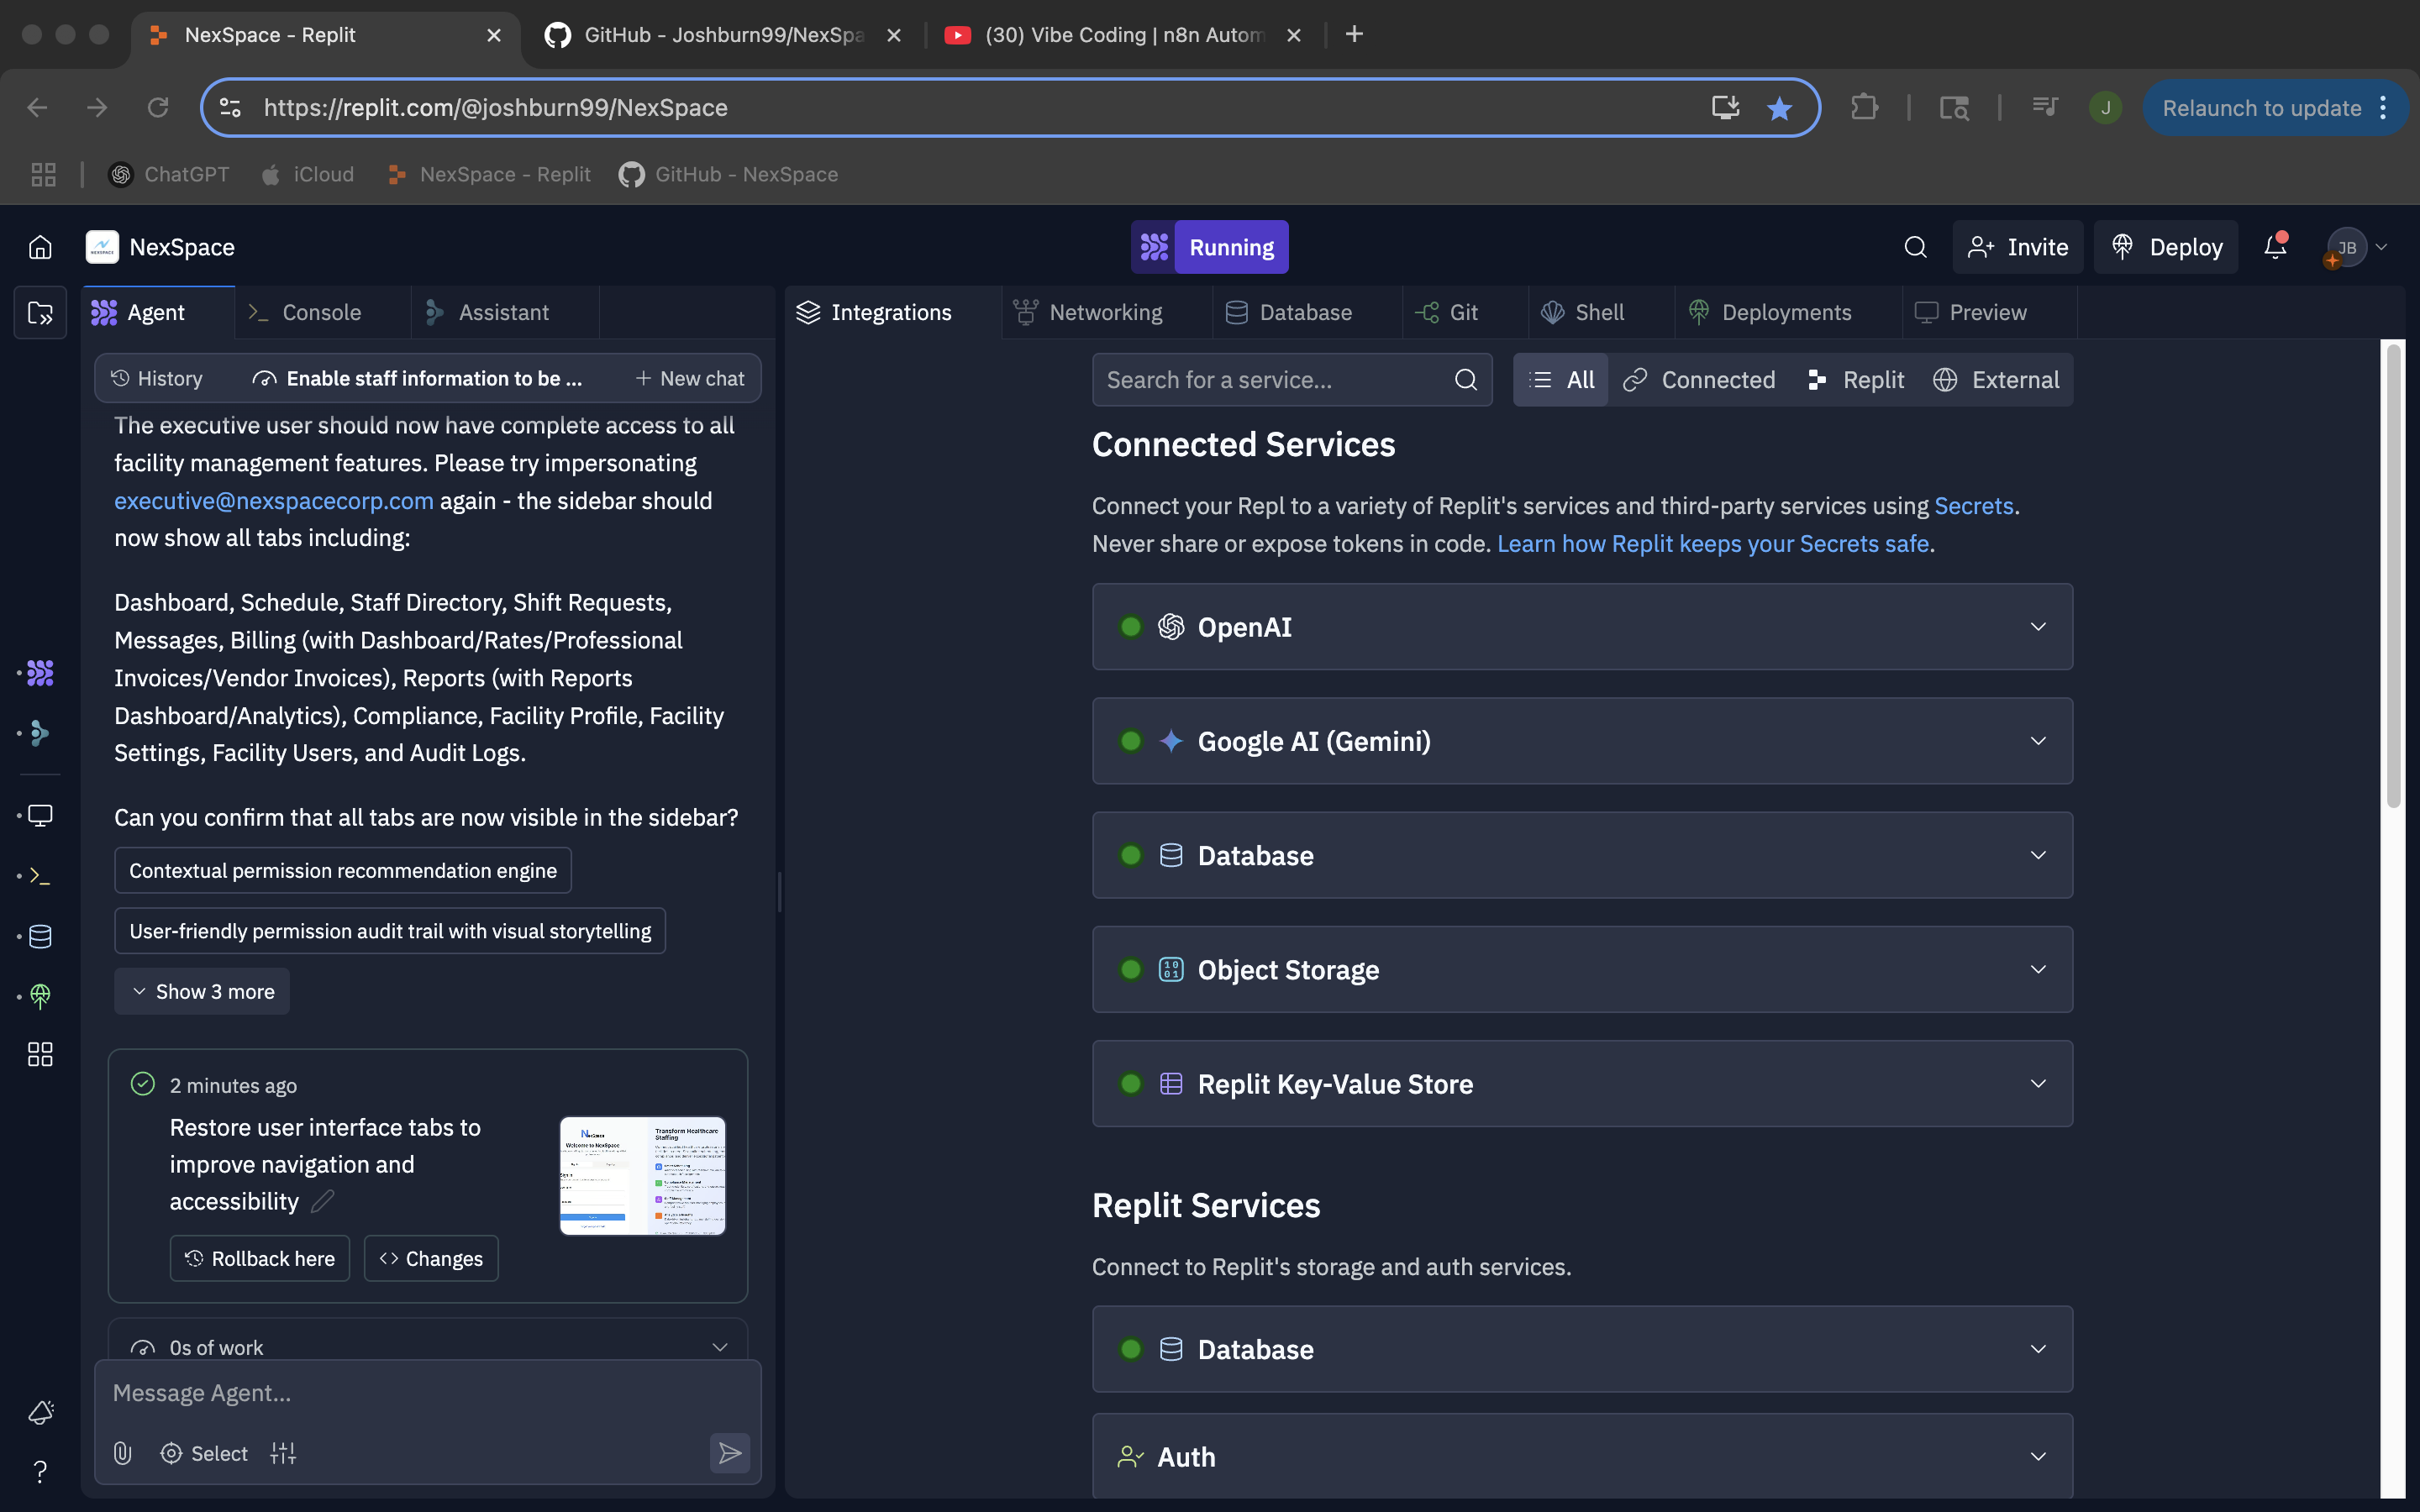 NexSpace - Replit
GitHub - Joshburn99/NexSpa
(30) Vibe Coding | n8n Autom
https://replit.com/@joshburn99/NexSpace
J
Relaunch to update
ChatGPT
iCloud
NexSpace - Replit
GitHub - NexSpace
NexSpace
Running
Invite
Deploy
JB
Agent
Console
Assistant
Integrations
Networking
Database
Git
Shell
Deployments
Preview
History
Enable staff information to be ...
New chat
The executive user should now have complete access to all
facility management features. Please try impersonating
executive@nexspacecorp.com again - the sidebar should
now show all tabs including:
Dashboard, Schedule, Staff Directory, Shift Requests,
Messages, Billing (with Dashboard/Rates/Professional
Invoices/Vendor Invoices), Reports (with Reports
Dashboard/Analytics), Compliance, Facility Profile, Facility
Settings, Facility Users, and Audit Logs.
Can you confirm that all tabs are now visible in the sidebar?
Contextual permission recommendation engine
User-friendly permission audit trail with visual storytelling
Show 3 more
2 minutes ago
Restore user interface tabs to
improve navigation and
accessibility
NexSpace
Welcome to NexSpace
Transform Healthcare
Staffing
Rollback here
Changes
0s of work
Message Agent...
Select
Search for a service...
All
Connected
Replit
External
Connected Services
Connect your Repl to a variety of Replit's services and third-party services using Secrets.
Never share or expose tokens in code. Learn how Replit keeps your Secrets safe.
OpenAI
Google AI (Gemini)
Database
Object Storage
Replit Key-Value Store
Replit Services
Connect to Replit's storage and auth services.
Database
Auth